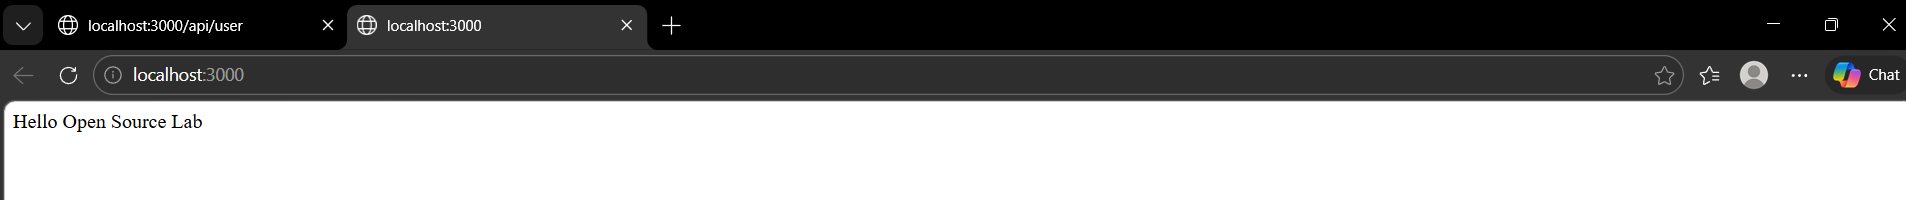 localhost:3000/api/user
localhost:3000
localhost:3000
Chat
Hello Open Source Lab